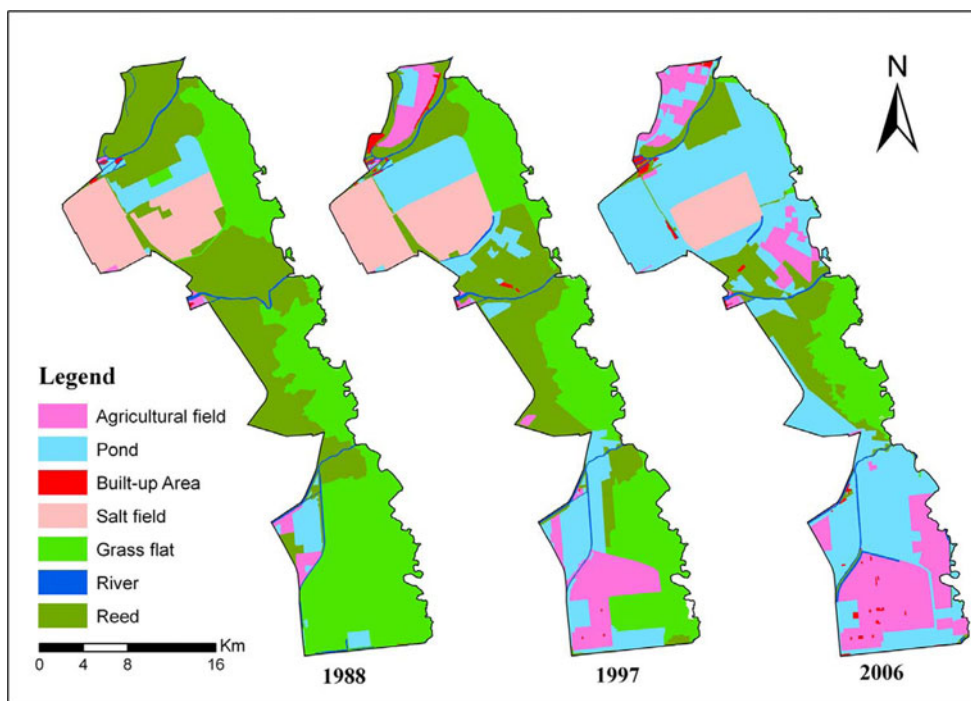 N
Legend
Agricultural field
Pond
Built-up Area
Salt field
Grass flat
River
Reed
Km
0 4 8 16
1988
1997
2006